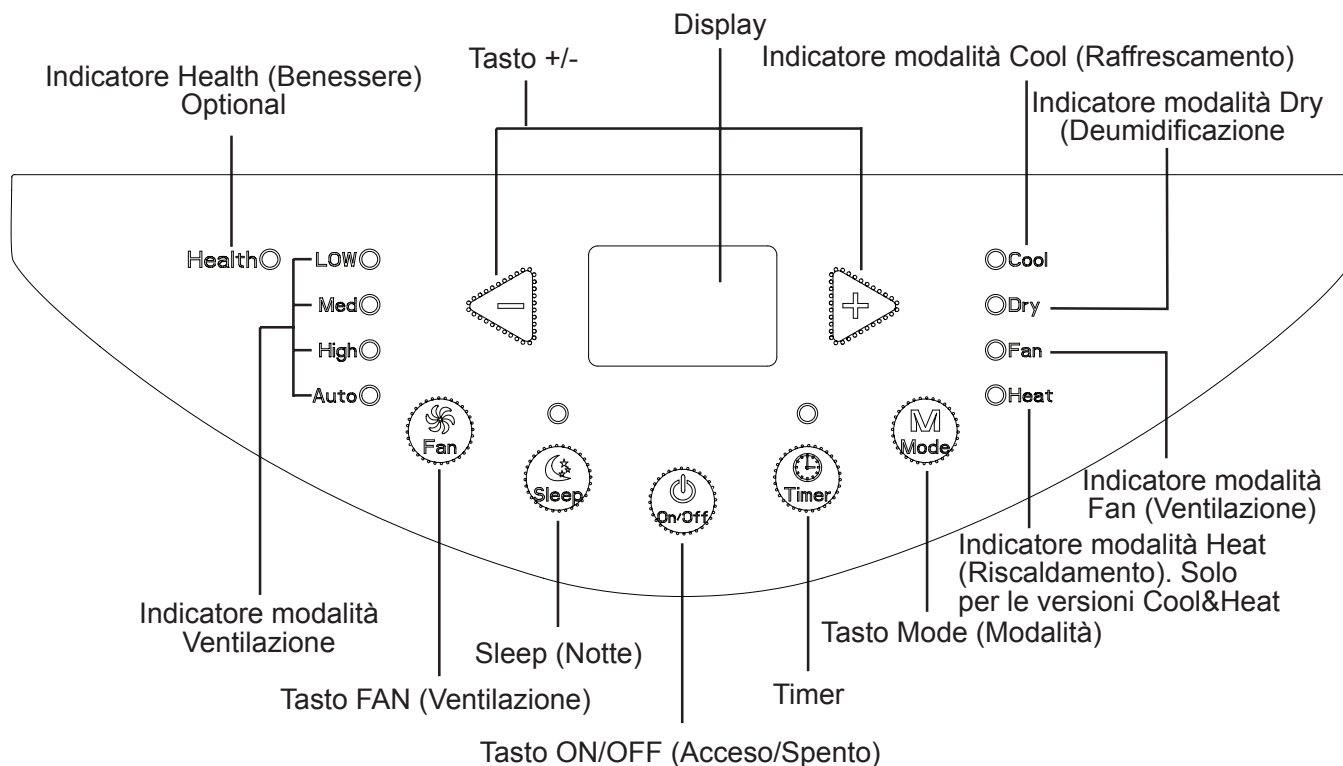 Display
Tasto +/-
Indicatore modalità Cool (Raffrescamento)
Indicatore Health (Benessere)
Optional
Indicatore modalità Dry
(Deumidificazione
Health
LOW
Med
High
Auto
Cool
Dry
Fan
Heat
Fan
Sleep
On/Off
Timer
M
Mode
Indicatore modalità
Fan (Ventilazione)
Indicatore modalità Heat
(Riscaldamento). Solo
per le versioni Cool&Heat
Indicatore modalità
Ventilazione
Tasto Mode (Modalità)
Sleep (Notte)
Tasto FAN (Ventilazione)
Timer
Tasto ON/OFF (Acceso/Spento)